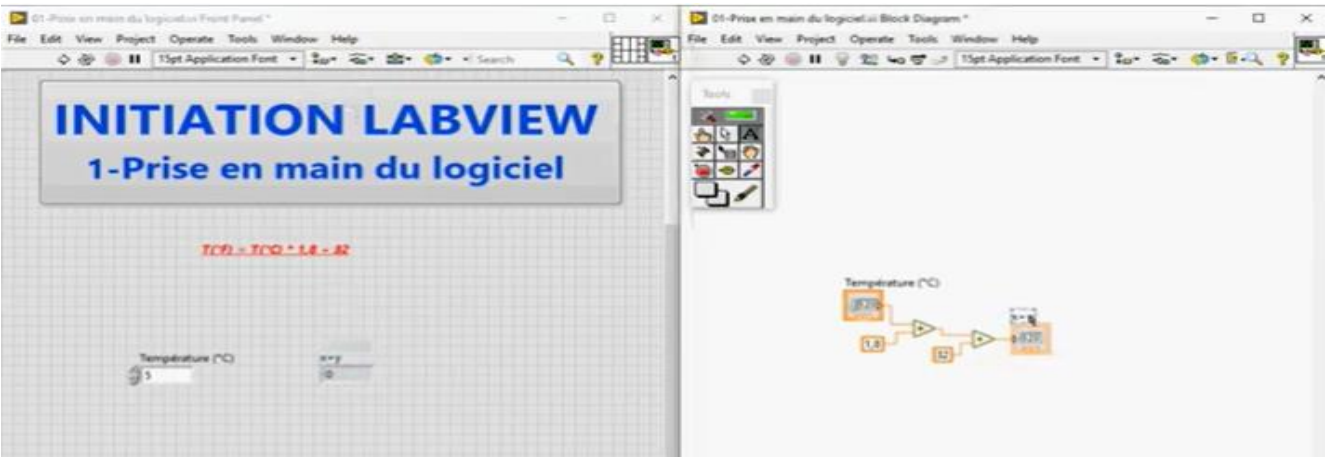 01-Prise en main du logiciel.vi Front Panel *
File Edit View Project Operate Tools Window Help
15pt Application Font
Search
INITIATION LABVIEW
1-Prise en main du logiciel
T(°F) = T(°C) * 1,8 + 32
Température (°C)
5
x+y
0
01-Prise en main du logiciel.vi Block Diagram *
File Edit View Project Operate Tools Window Help
15pt Application Font
Tools
Température (°C)
1,8
32